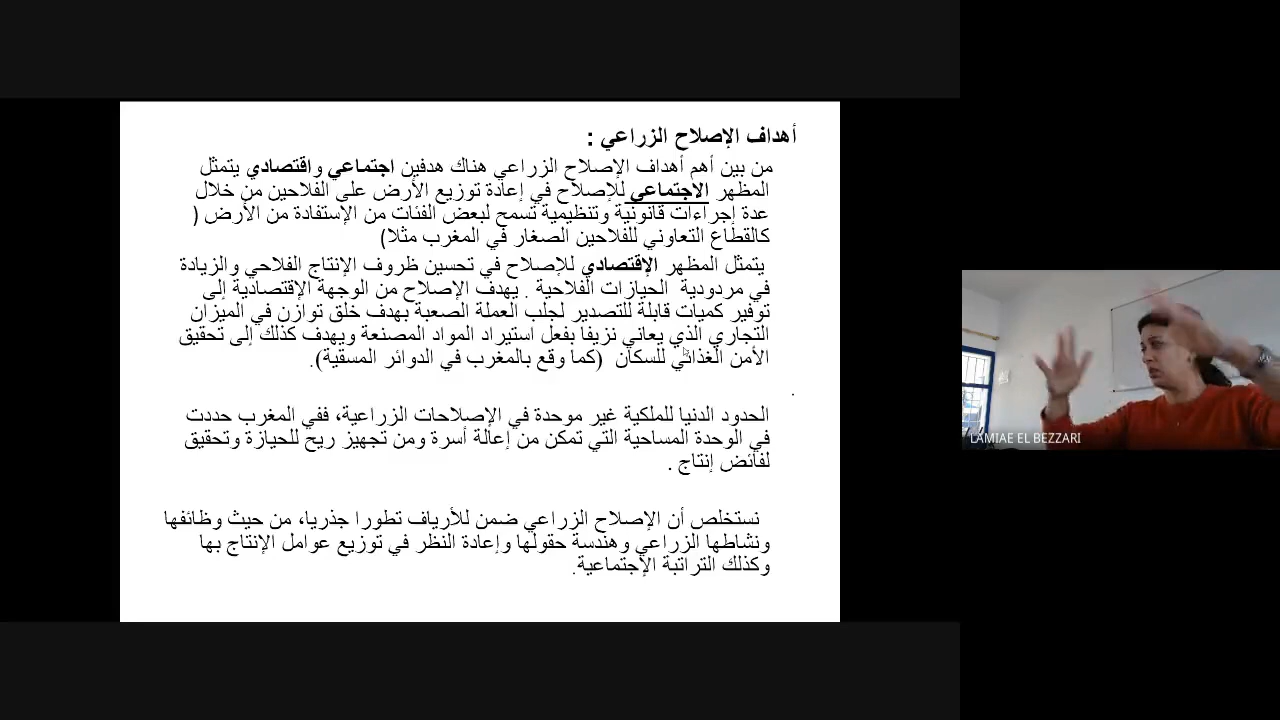 أهداف الإصلاح الزراعي :
من بين أهم أهداف الإصلاح الزراعي هناك هدفين اجتماعي واقتصادي يتمثل
المظهر الاجتماعي للإصلاح في إعادة توزيع الأرض على الفلاحين من خلال
عدة إجراءات قانونية وتنظيمية تسمح لبعض الفئات من الإستفادة من الأرض (
كالقطاع التعاوني للفلاحين الصغار في المغرب مثلا)
يتمثل المظهر الإقتصادي للإصلاح في تحسين ظروف الإنتاج الفلاحي والزيادة
في مردودية الحيازات الفلاحية . يهدف الإصلاح من الوجهة الإقتصادية إلى
توفير كميات قابلة للتصدير لجلب العملة الصعبة بهدف خلق توازن في الميزان
التجاري الذي يعاني نزيفا بفعل استيراد المواد المصنعة ويهدف كذلك إلى تحقيق
الأمن الغذائي للسكان (كما وقع بالمغرب في الدوائر المسقية).
.
الحدود الدنيا للملكية غير موحدة في الإصلاحات الزراعية، ففي المغرب حددت
في الوحدة المساحية التي تمكن من إعالة أسرة ومن تجهيز ريح للحيازة وتحقيق
لفائض إنتاج .
نستخلص أن الإصلاح الزراعي ضمن للأرياف تطورا جذريا، من حيث وظائفها
ونشاطها الزراعي وهندسة حقولها وإعادة النظر في توزيع عوامل الإنتاج بها
وكذلك التراتبة الإجتماعية.
LAMIAE EL BEZZARI